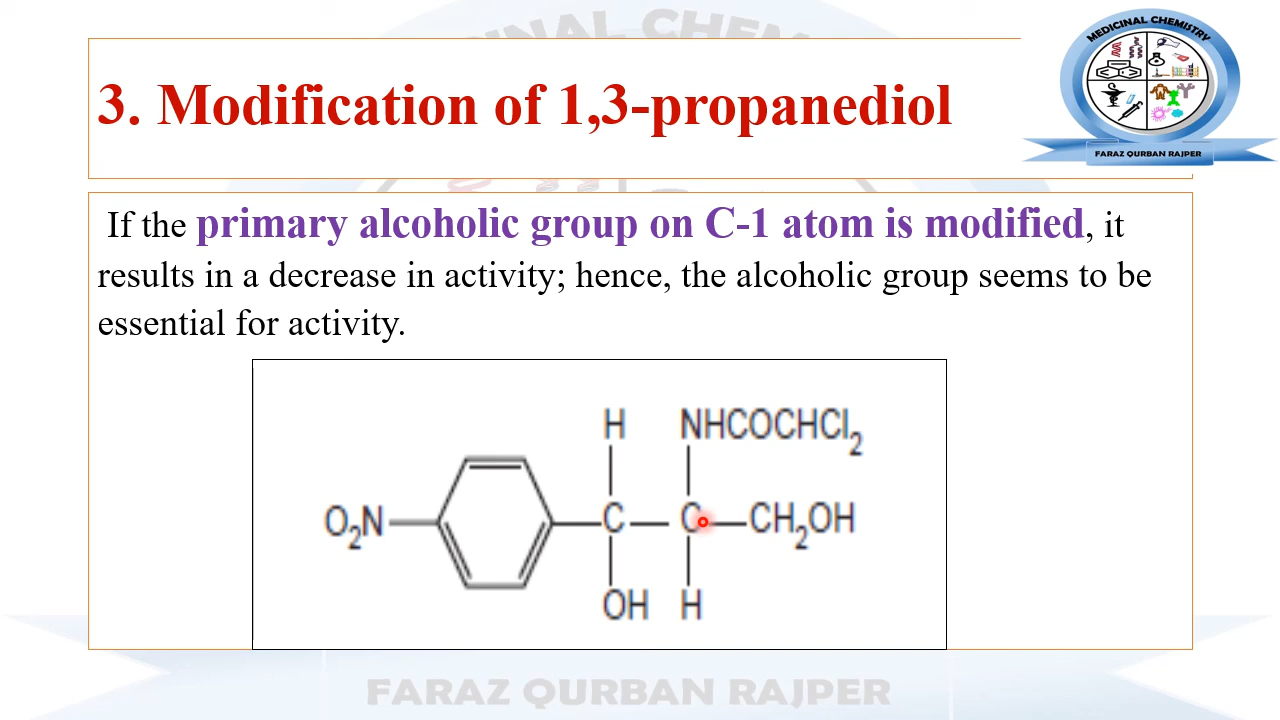 MEDICINAL CHEMISTRY
FARAZ QURBAN RAJPER
3. Modification of 1,3-propanediol
If the primary alcoholic group on C-1 atom is modified, it
results in a decrease in activity; hence, the alcoholic group seems to be
essential for activity.
H NHCOCHCl₂
O₂N C C CH₂OH
OH H
FARAZ QURBAN RAJPER